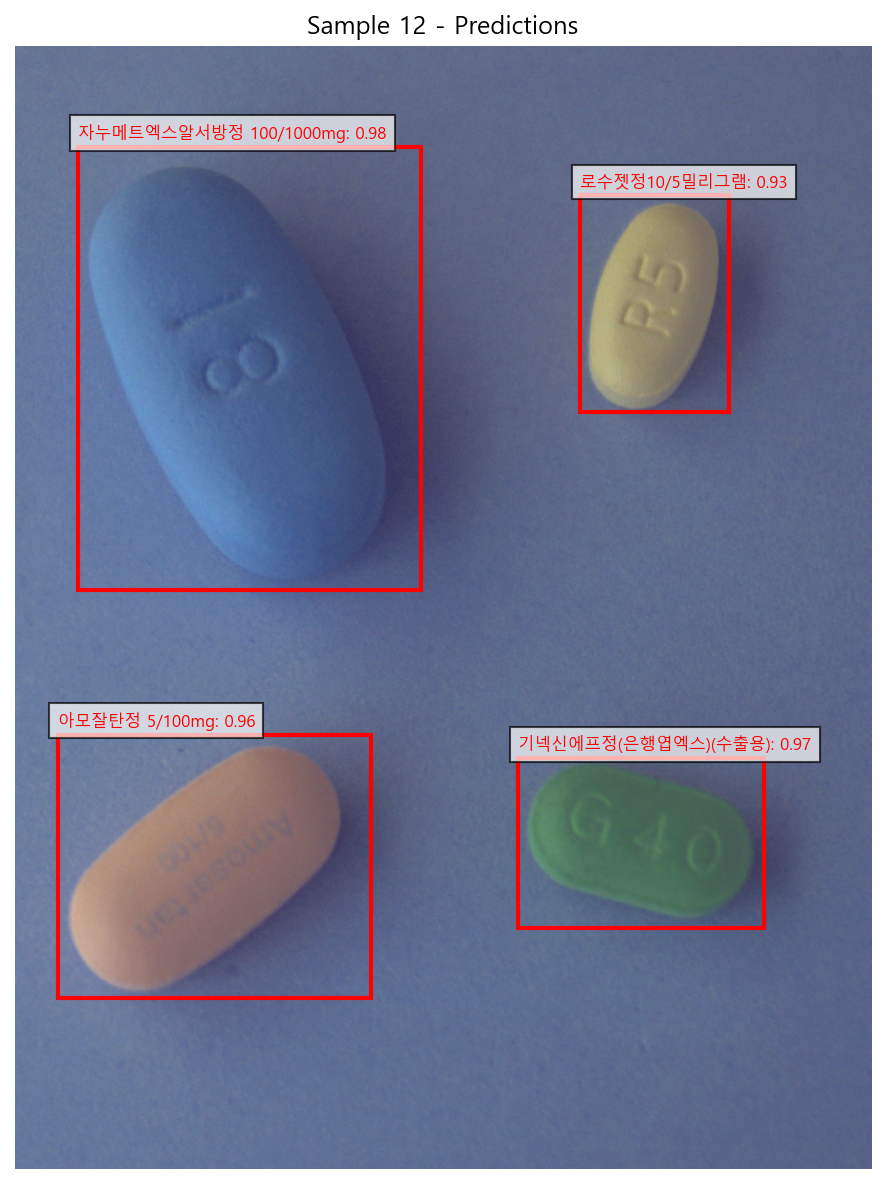 Sample 12 - Predictions
자누메트엑스알서방정 100/1000mg: 0.98
81
로수젯정10/5밀리그램: 0.93
R5
아모잘탄정 5/100mg: 0.96
Amosartan
5/100
기넥신에프정(은행엽엑스)(수출용): 0.97
G 40